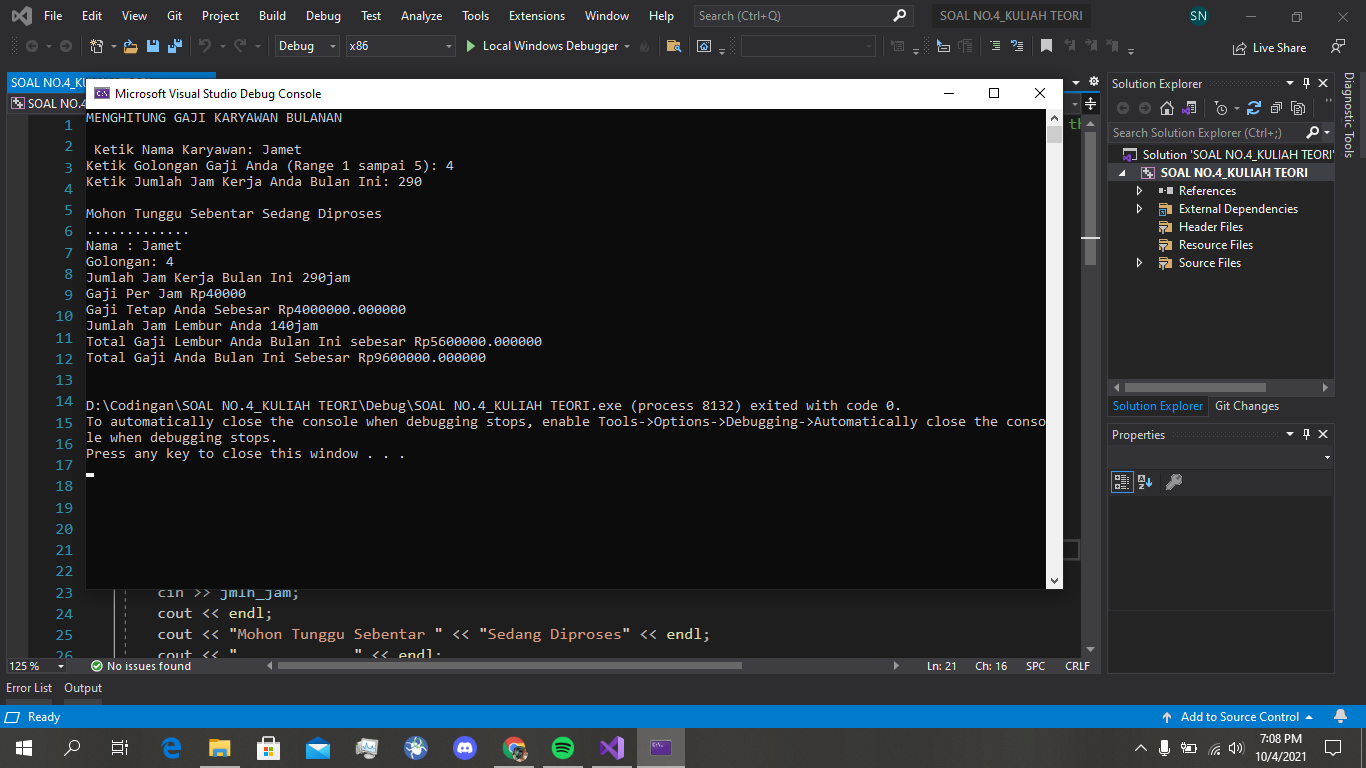 File Edit View Git Project Build Debug Test Analyze Tools Extensions Window Help Search (Ctrl+Q) SOAL NO.4_KULIAH TEORI SN
Debug x86 Local Windows Debugger Live Share
SOAL NO.4_KU
SOAL NO.4
Microsoft Visual Studio Debug Console
MENGHITUNG GAJI KARYAWAN BULANAN
Ketik Nama Karyawan: Jamet
Ketik Golongan Gaji Anda (Range 1 sampai 5): 4
Ketik Jumlah Jam Kerja Anda Bulan Ini: 290
Mohon Tunggu Sebentar Sedang Diproses
.............
Nama : Jamet
Golongan: 4
Jumlah Jam Kerja Bulan Ini 290jam
Gaji Per Jam Rp40000
Gaji Tetap Anda Sebesar Rp4000000.000000
Jumlah Jam Lembur Anda 140jam
Total Gaji Lembur Anda Bulan Ini sebesar Rp5600000.000000
Total Gaji Anda Bulan Ini Sebesar Rp9600000.000000
D:\Codingan\SOAL NO.4_KULIAH TEORI\Debug\SOAL NO.4_KULIAH TEORI.exe (process 8132) exited with code 0.
To automatically close the console when debugging stops, enable Tools->Options->Debugging->Automatically close the conso
le when debugging stops.
Press any key to close this window . . .
1
2
3
4
5
6
7
8
9
10
11
12
13
14
15
16
17
18
19
20
21
22
23 cin >> jmlh_jam;
24 cout << endl;
25 cout << "Mohon Tunggu Sebentar " << "Sedang Diproses" << endl;
26 cout << "............." << endl;
th
125 % No issues found Ln: 21 Ch: 16 SPC CRLF
Error List Output
Solution Explorer
Search Solution Explorer (Ctrl+;)
Solution 'SOAL NO.4_KULIAH TEORI'
SOAL NO.4_KULIAH TEORI
References
External Dependencies
Header Files
Resource Files
Source Files
Solution Explorer Git Changes
Properties
Diagnostic Tools
Ready Add to Source Control
7:08 PM
10/4/2021